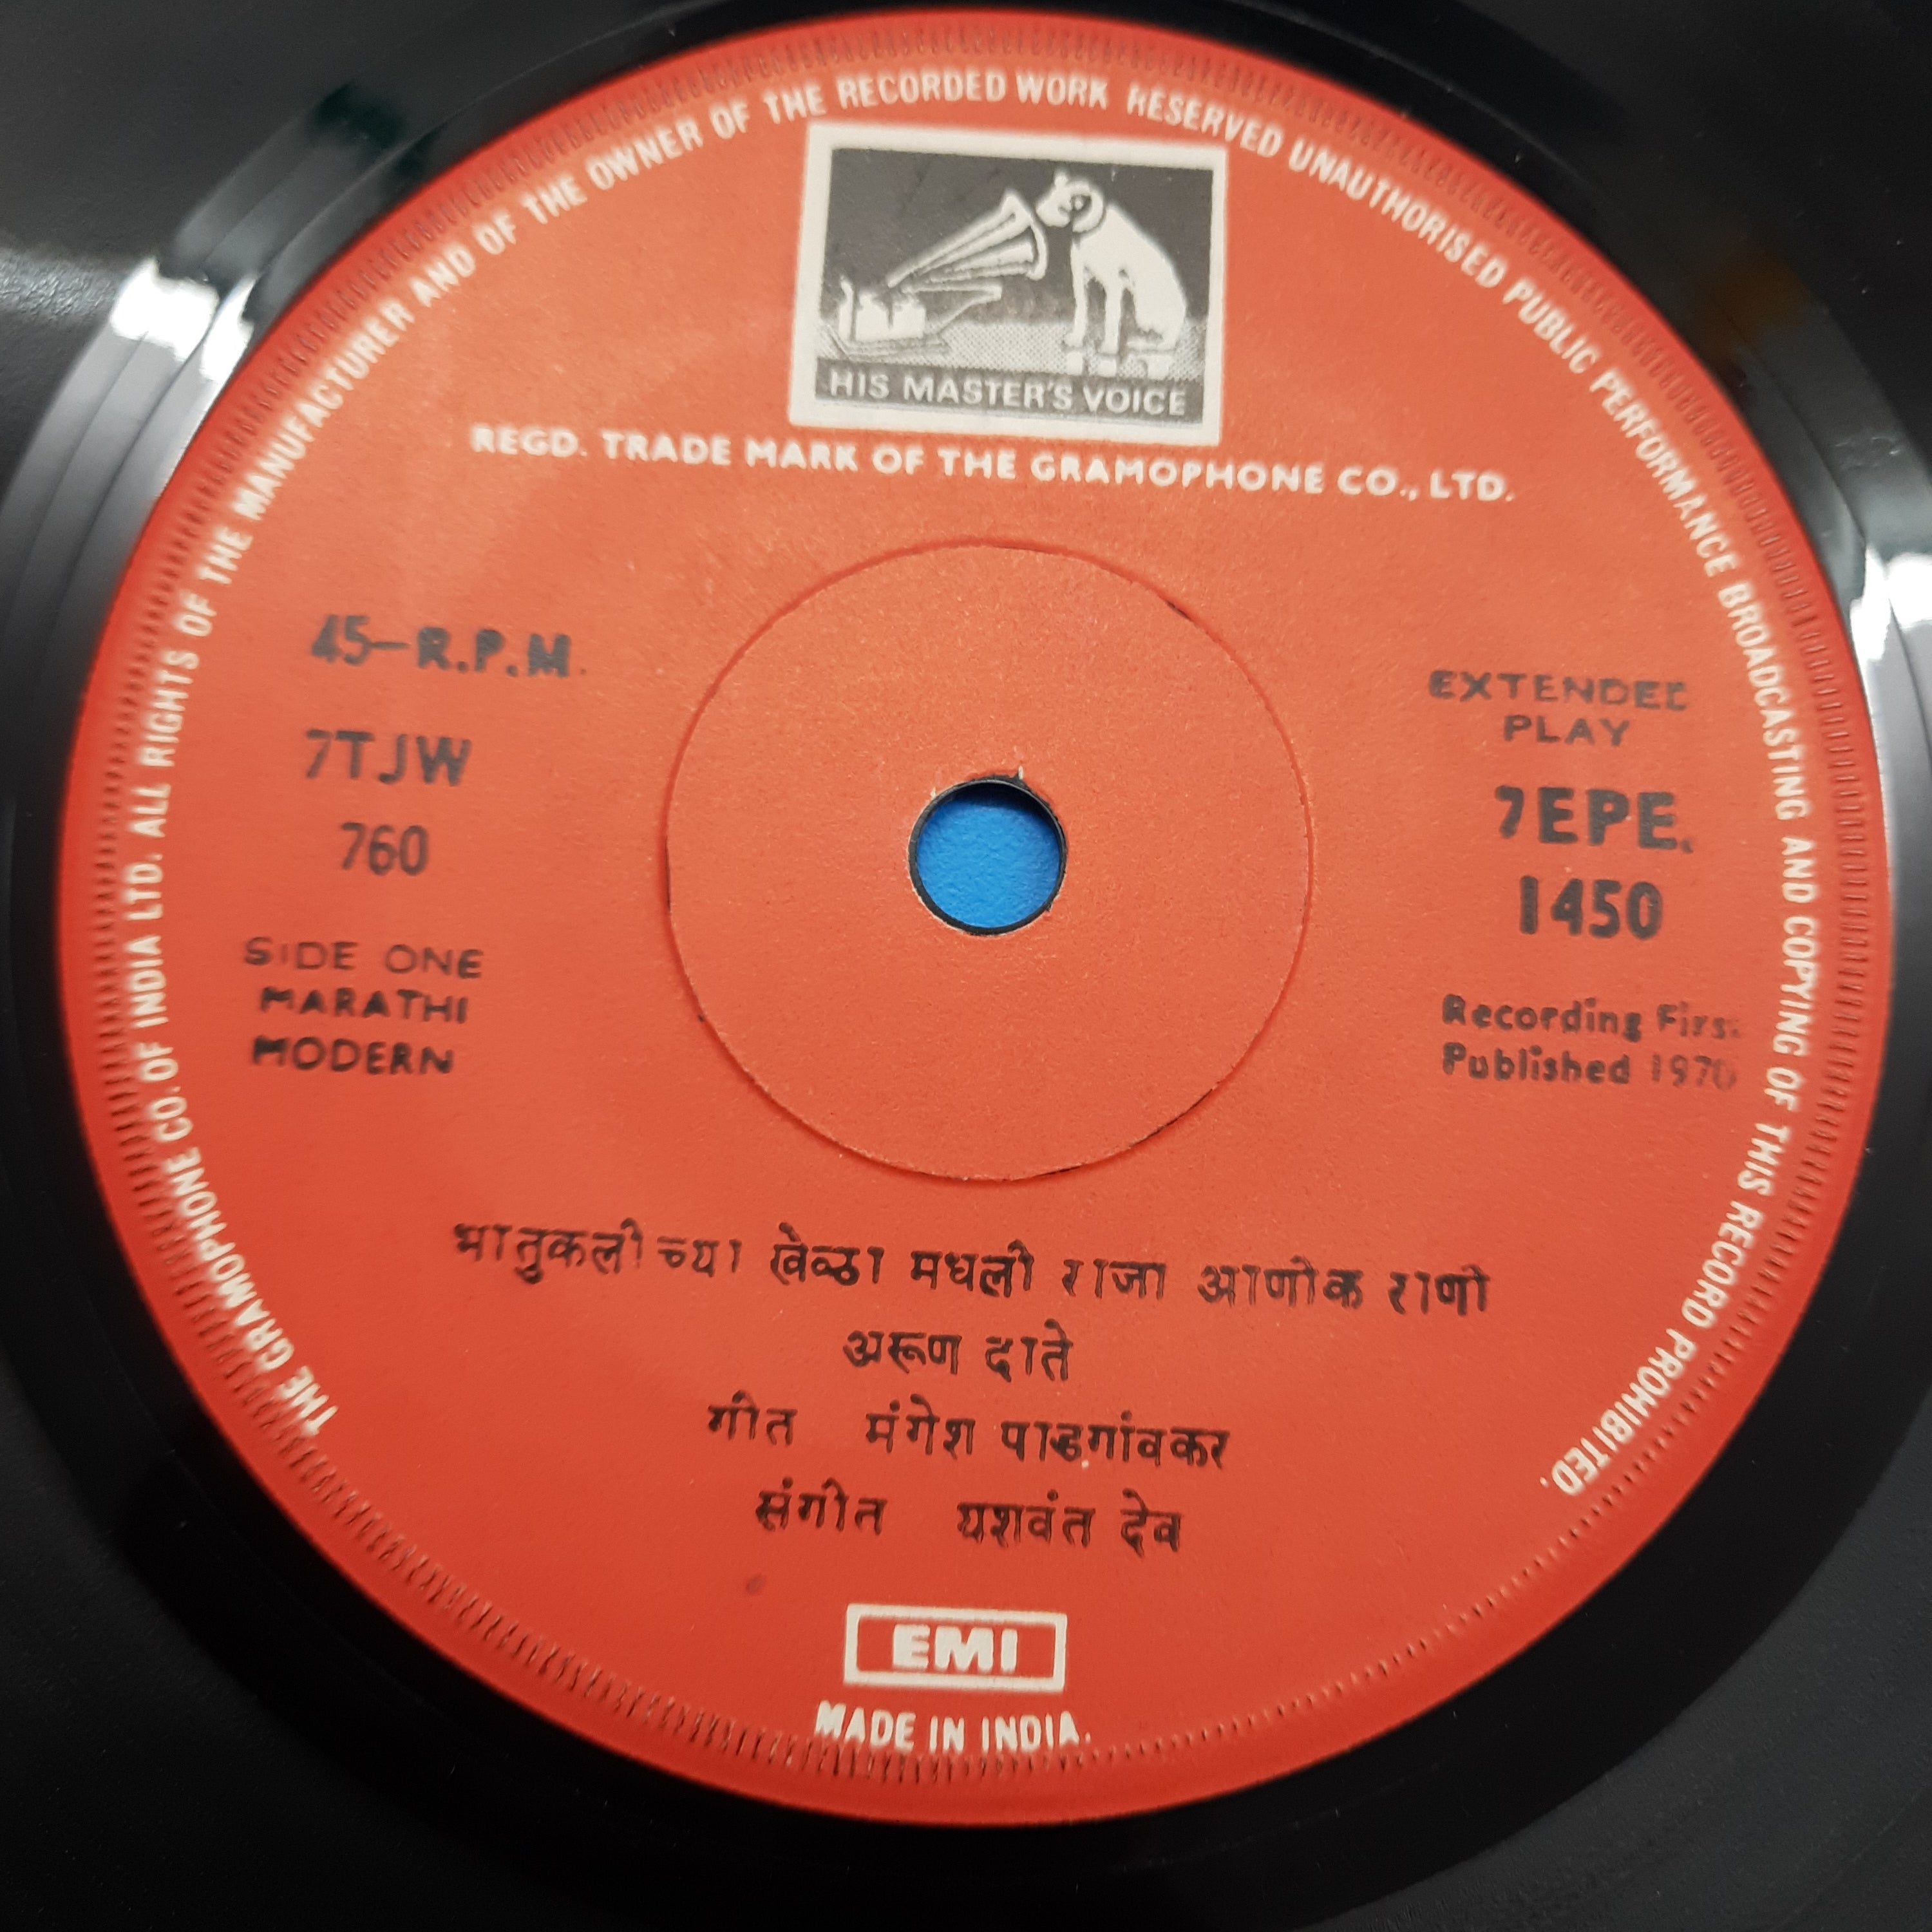 THE GRAMOPHONE CO. OF INDIA LTD. ALL RIGHTS OF THE MANUFACTURER AND OF THE OWNER OF THE RECORDED WORK RESERVED UNAUTHORISED PUBLIC PERFORMANCE BROADCASTING AND COPYING OF THIS RECORD PROHIBITED.
HIS MASTER'S VOICE
REGD. TRADE MARK OF THE GRAMOPHONE CO., LTD.
45-R.P.M.
7TJW
760
SIDE ONE
MARATHI
MODERN
EXTENDED
PLAY
7EPE.
1450
Recording First
Published 1970
भातुकलीच्या खेळा मधली राजा आणीक राणी
अरूण दाते
गीत मंगेश पाडगांवकर
संगीत यशवंत देव
EMI
MADE IN INDIA.